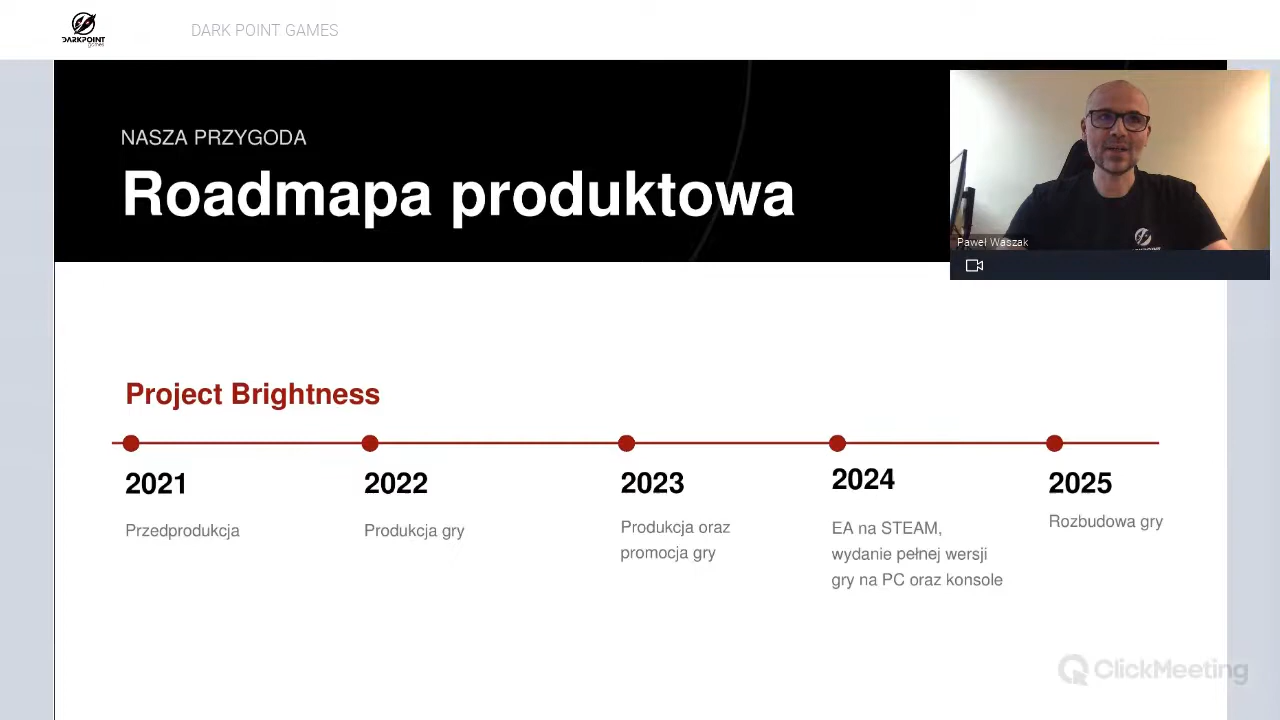 DARKPOINT
games
DARK POINT GAMES
NASZA PRZYGODA
Roadmapa produktowa
Paweł Waszak
Project Brightness
2021
Przedprodukcja
2022
Produkcja gry
2023
Produkcja oraz
promocja gry
2024
EA na STEAM,
wydanie pełnej wersji
gry na PC oraz konsole
2025
Rozbudowa gry
ClickMeeting